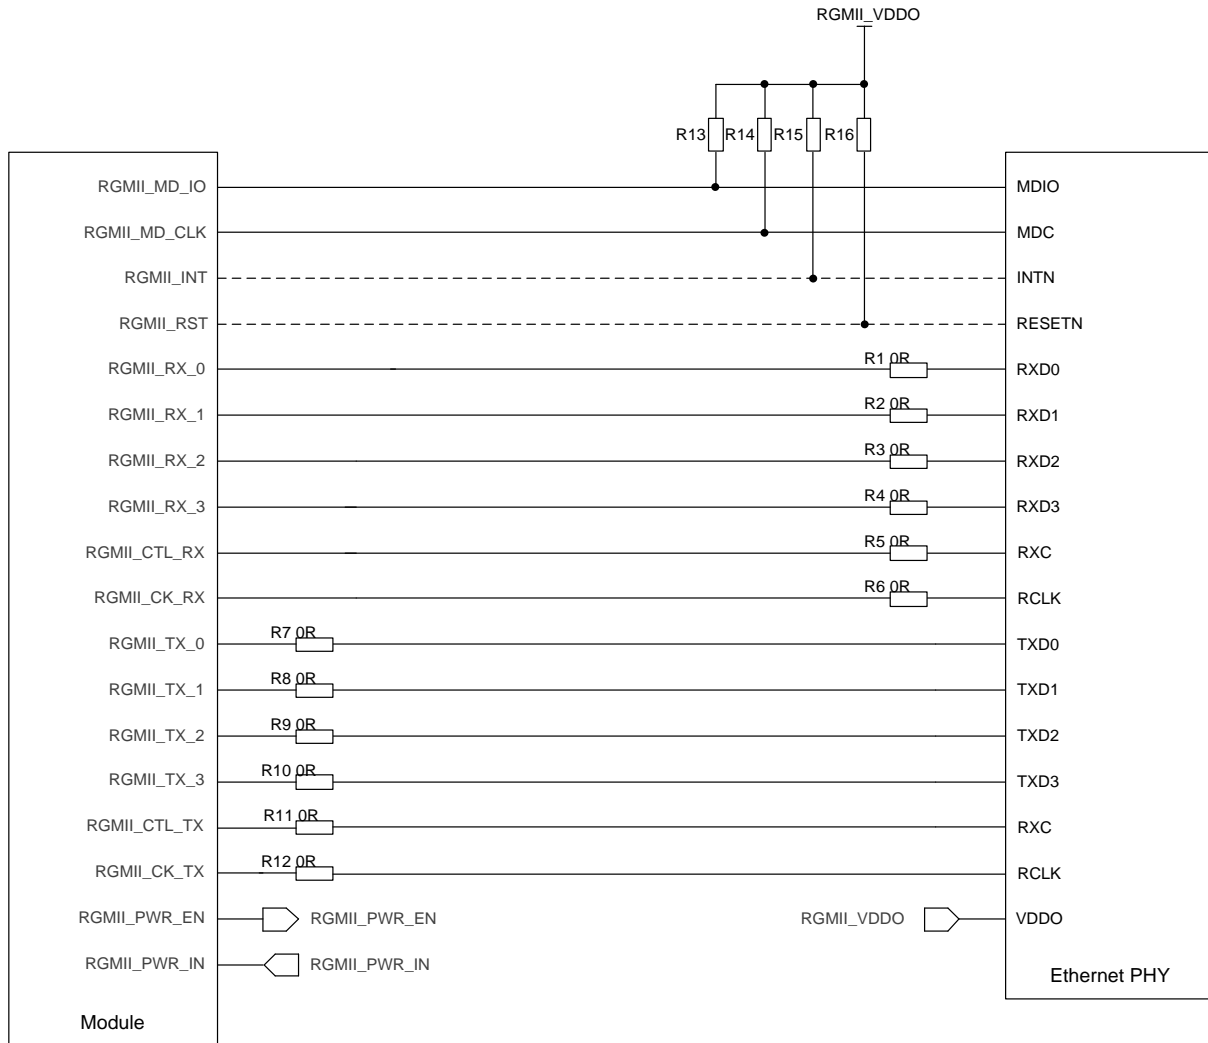 RGMII_VDDO
R13 R14 R15 R16
RGMII_MD_IO MDIO
RGMII_MD_CLK MDC
RGMII_INT INTN
RGMII_RST RESETN
RGMII_RX_0 R1 0R RXD0
RGMII_RX_1 R2 0R RXD1
RGMII_RX_2 R3 0R RXD2
RGMII_RX_3 R4 0R RXD3
RGMII_CTL_RX R5 0R RXC
RGMII_CK_RX R6 0R RCLK
RGMII_TX_0 R7 0R TXD0
RGMII_TX_1 R8 0R TXD1
RGMII_TX_2 R9 0R TXD2
RGMII_TX_3 R10 0R TXD3
RGMII_CTL_TX R11 0R RXC
RGMII_CK_TX R12 0R RCLK
RGMII_PWR_EN RGMII_PWR_EN RGMII_VDDO VDDO
RGMII_PWR_IN RGMII_PWR_IN
Ethernet PHY
Module